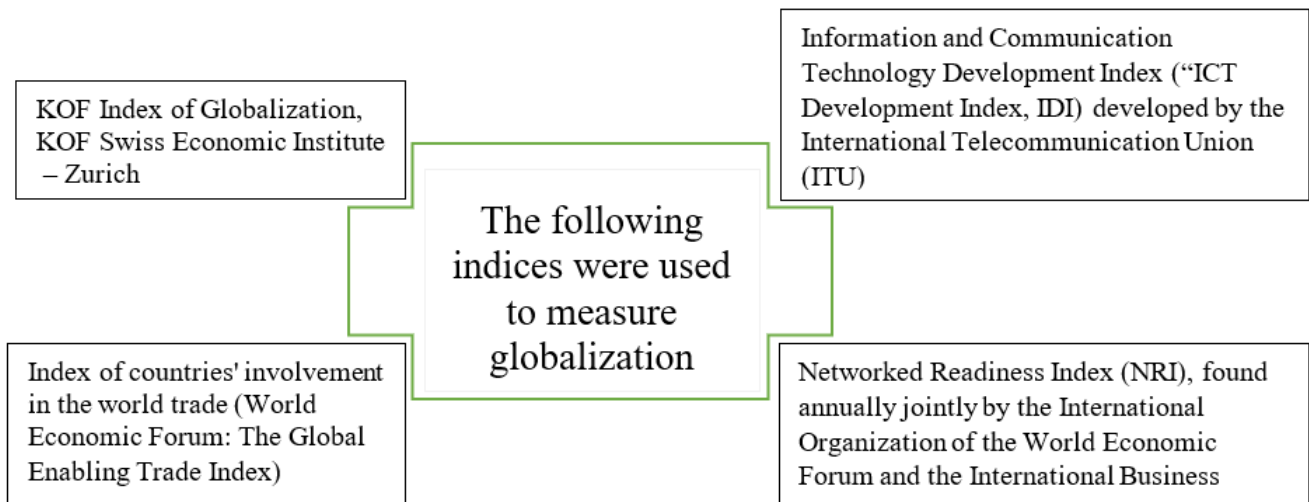 KOF Index of Globalization,
KOF Swiss Economic Institute
– Zurich
Information and Communication
Technology Development Index (“ICT
Development Index, IDI) developed by the
International Telecommunication Union
(ITU)
The following
indices were used
to measure
globalization
Index of countries' involvement
in the world trade (World
Economic Forum: The Global
Enabling Trade Index)
Networked Readiness Index (NRI), found
annually jointly by the International
Organization of the World Economic
Forum and the International Business